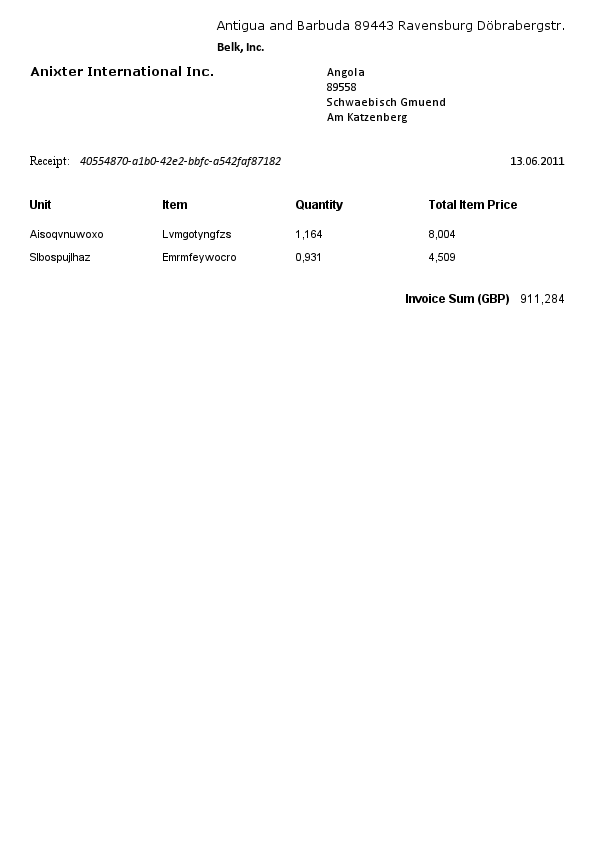 Antigua and Barbuda 89443 Ravensburg Döbrabergstr.
Belk, Inc.
Anixter International Inc.
Angola
89558
Schwaebisch Gmuend
Am Katzenberg
Receipt: 40554870-a1b0-42e2-bbfc-a542faf87182 13.06.2011
Unit Item Quantity Total Item Price
Aisoqvnuwoxo Lvmgotyngfzs 1,164 8,004
Slbospujlhaz Emrmfeywocro 0,931 4,509
Invoice Sum (GBP) 911,284